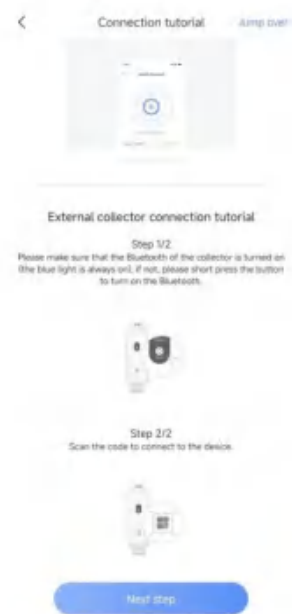 Connection tutorial
Jump over
External collector connection tutorial
Step 1/2
Please make sure that the Bluetooth of the collector is turned on
(the blue light is always on), if not, please short press the button
to turn on the Bluetooth.
Step 2/2
Scan the code to connect to the device.
Next step